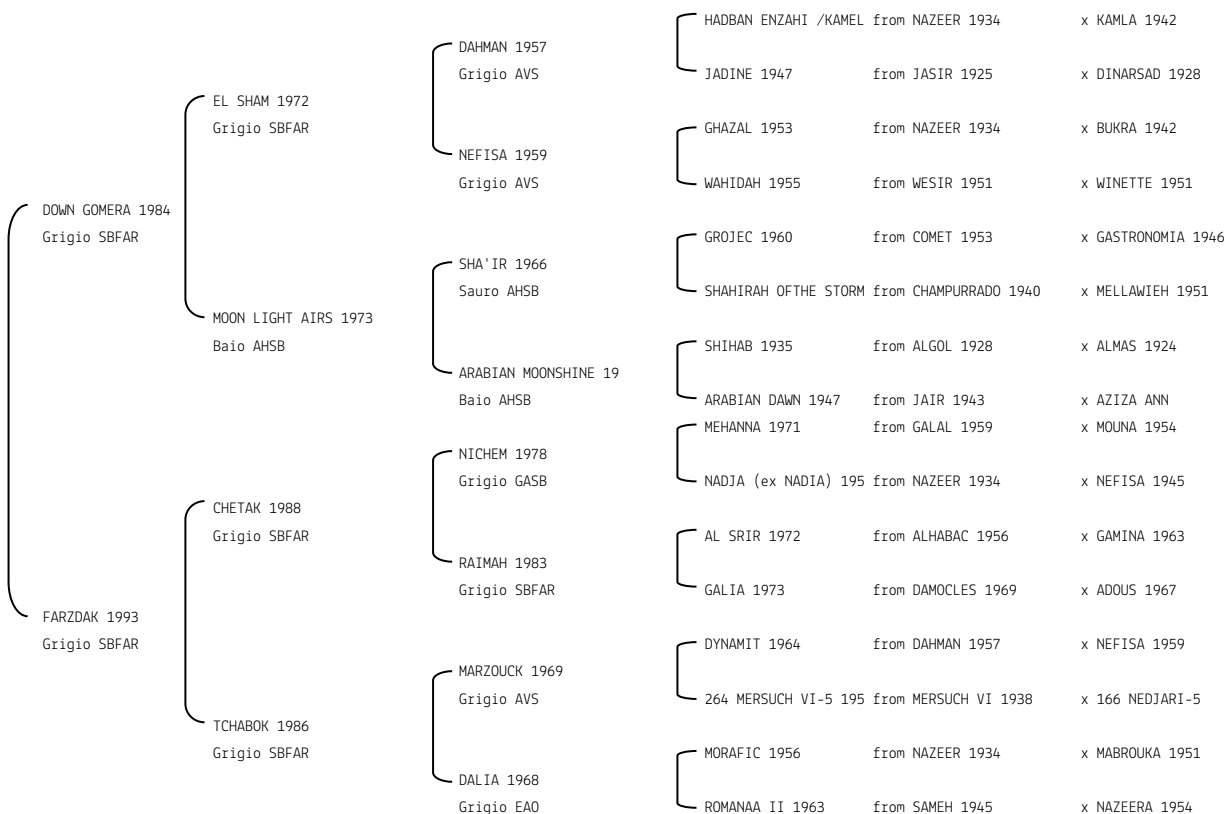 HADBAN ENZAHI /KAMEL from NAZEER 1934 x KAMLA 1942
DAHMAN 1957
Grigio AVS
JADINE 1947 from JASIR 1925 x DINARSAD 1928
EL SHAM 1972
Grigio SBFAR
GHAZAL 1953 from NAZEER 1934 x BUKRA 1942
NEFISA 1959
Grigio AVS
WAHIDAH 1955 from WESIR 1951 x WINETTE 1951
DOWN GOMERA 1984
Grigio SBFAR
GROJEC 1960 from COMET 1953 x GASTRONOMIA 1946
SHA'IR 1966
Sauro AHSB
SHAHIRAH OFTHE STORM from CHAMPURRADO 1940 x MELLAWIEH 1951
MOON LIGHT AIRS 1973
Baio AHSB
SHIHAB 1935 from ALGOL 1928 x ALMAS 1924
ARABIAN MOONSHINE 19
Baio AHSB
ARABIAN DAWN 1947 from JAIR 1943 x AZIZA ANN
MEHANNA 1971 from GALAL 1959 x MOUNA 1954
NICHEM 1978
Grigio GASB
NADJA (ex NADIA) 195 from NAZEER 1934 x NEFISA 1945
CHETAK 1988
Grigio SBFAR
AL SRIR 1972 from ALHABAC 1956 x GAMINA 1963
RAIMAH 1983
Grigio SBFAR
GALIA 1973 from DAMOCLES 1969 x ADOUS 1967
FARZDAK 1993
Grigio SBFAR
DYNAMIT 1964 from DAHMAN 1957 x NEFISA 1959
MARZOUCK 1969
Grigio AVS
264 MERSUCH VI-5 195 from MERSUCH VI 1938 x 166 NEDJARI-5
TCHABOK 1986
Grigio SBFAR
MORAFIC 1956 from NAZEER 1934 x MABROUKA 1951
DALIA 1968
Grigio EAO
ROMANAA II 1963 from SAMEH 1945 x NAZEERA 1954